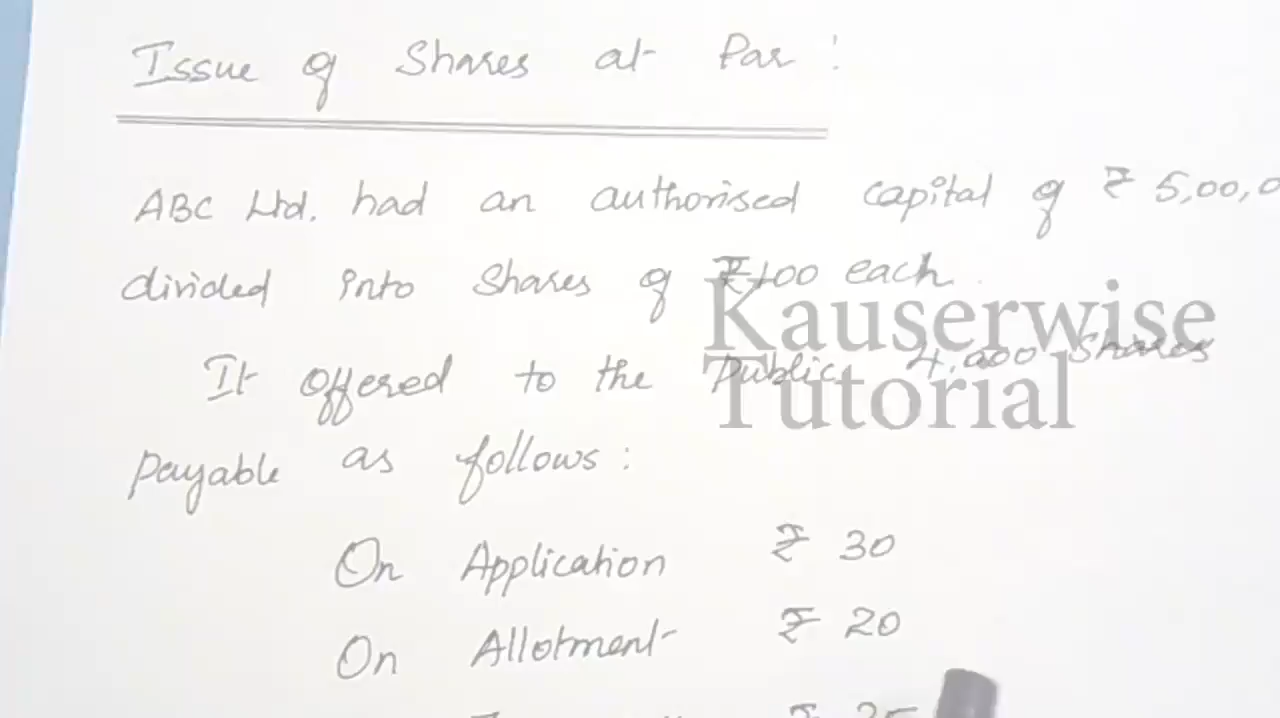 Issue of Shares at Par :
ABC Ltd. had an authorised capital of ₹ 5,00,0
divided into shares of ₹100 each.
It offered to the public 4,000 shares
payable as follows :
On Application ₹ 30
On Allotment ₹ 20
₹ 25
Kauserwise
Tutorial